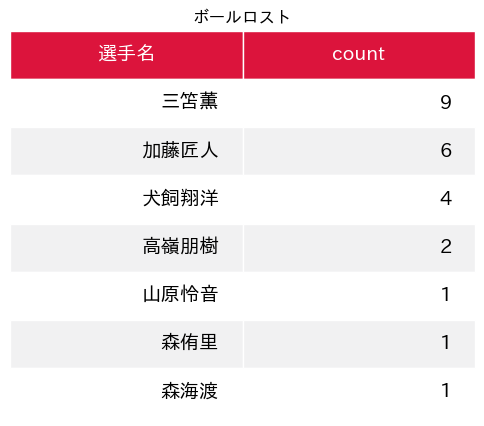 ボールロスト
選手名 count
三笘薫 9
加藤匠人 6
犬飼翔洋 4
高嶺朋樹 2
山原怜音 1
森侑里 1
森海渡 1